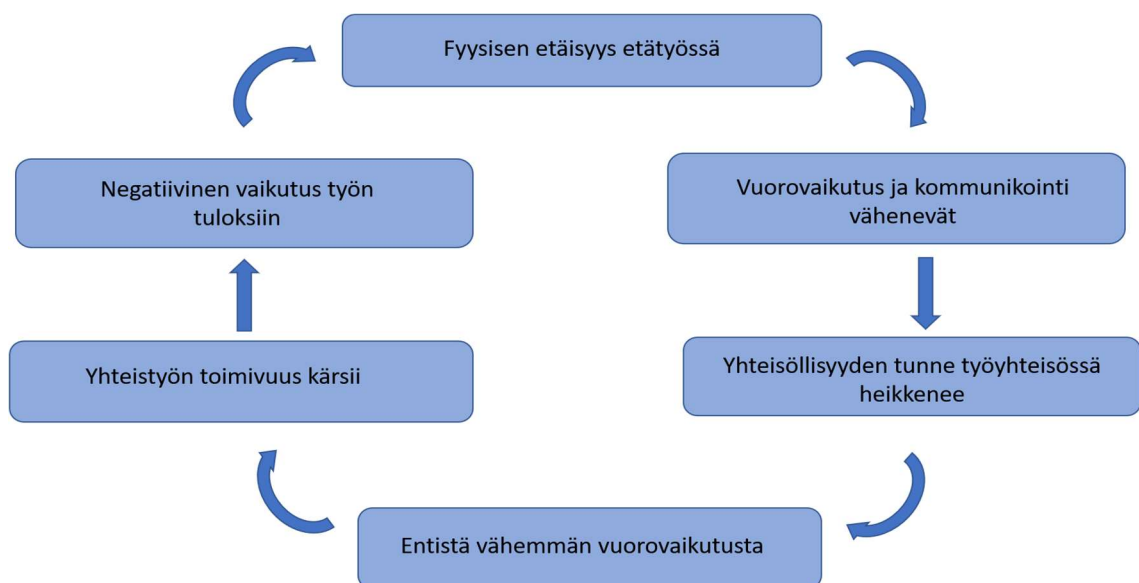 Fyysisen etäisyys etätyössä
Vuorovaikutus ja kommunikointi
vähenevät
Yhteisöllisyyden tunne työyhteisössä
heikkenee
Entistä vähemmän vuorovaikutusta
Yhteistyön toimivuus kärsii
Negatiivinen vaikutus työn
tuloksiin